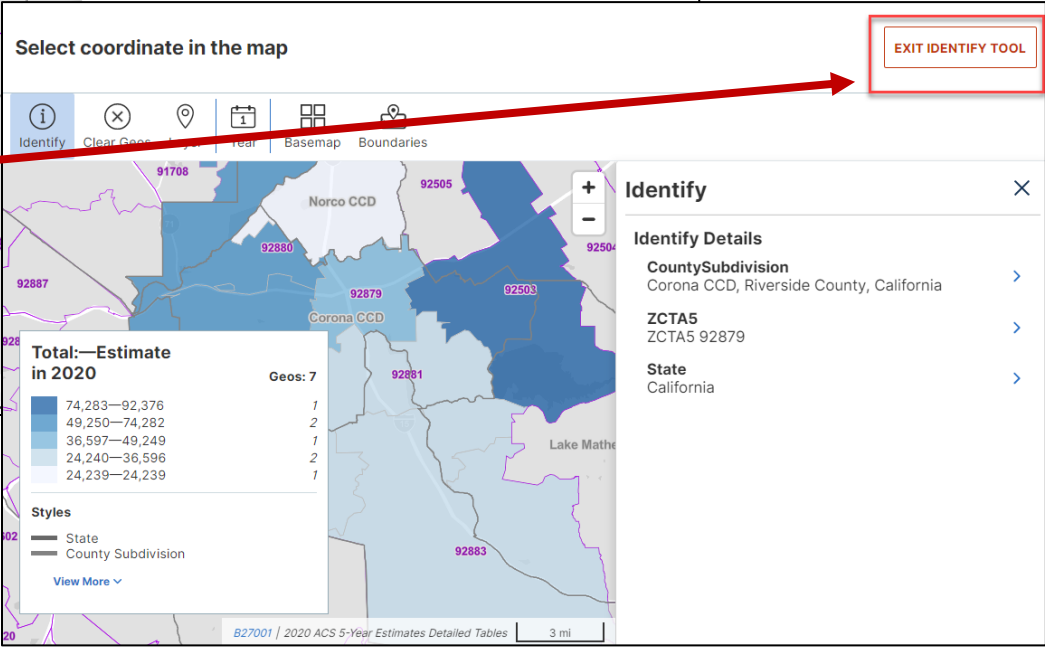 Select coordinate in the map
EXIT IDENTIFY TOOL
Identify
Clear Geos
Year
Basemap
Boundaries
91708
92505
Norco CCD
92880
92504
92887
92879
92503
Corona CCD
92881
Lake Mathe
92883
20
+
−
Total:—Estimate
in 2020
Geos: 7
74,283—92,376 1
49,250—74,282 2
36,597—49,249 1
24,240—36,596 2
24,239—24,239 1
Styles
State
County Subdivision
View More
B27001 | 2020 ACS 5-Year Estimates Detailed Tables
3 mi
Identify
Identify Details
CountySubdivision
Corona CCD, Riverside County, California
ZCTA5
ZCTA5 92879
State
California